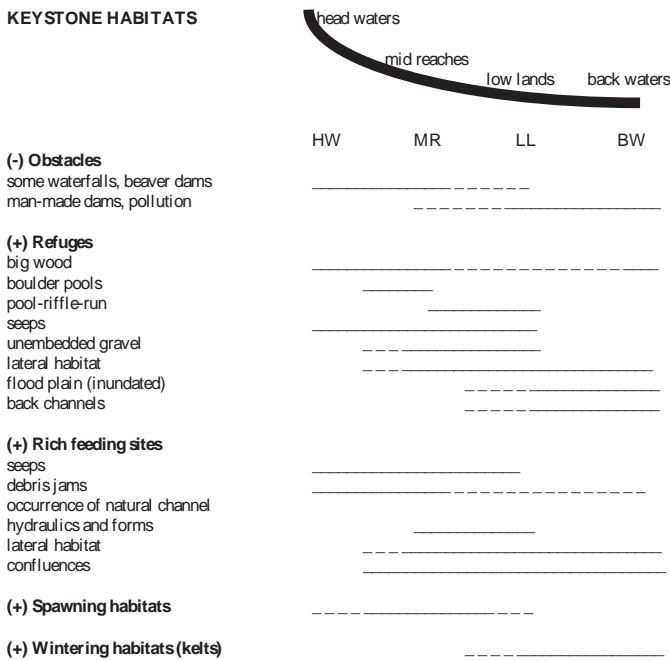 KEYSTONE HABITATS
head waters
mid reaches
low lands
back waters
HW MR LL BW
(-) Obstacles
some waterfalls, beaver dams
man-made dams, pollution
(+) Refuges
big wood
boulder pools
pool-riffle-run
seeps
unembedded gravel
lateral habitat
flood plain (inundated)
back channels
(+) Rich feeding sites
seeps
debris jams
occurrence of natural channel
hydraulics and forms
lateral habitat
confluences
(+) Spawning habitats
(+) Wintering habitats (kelts)